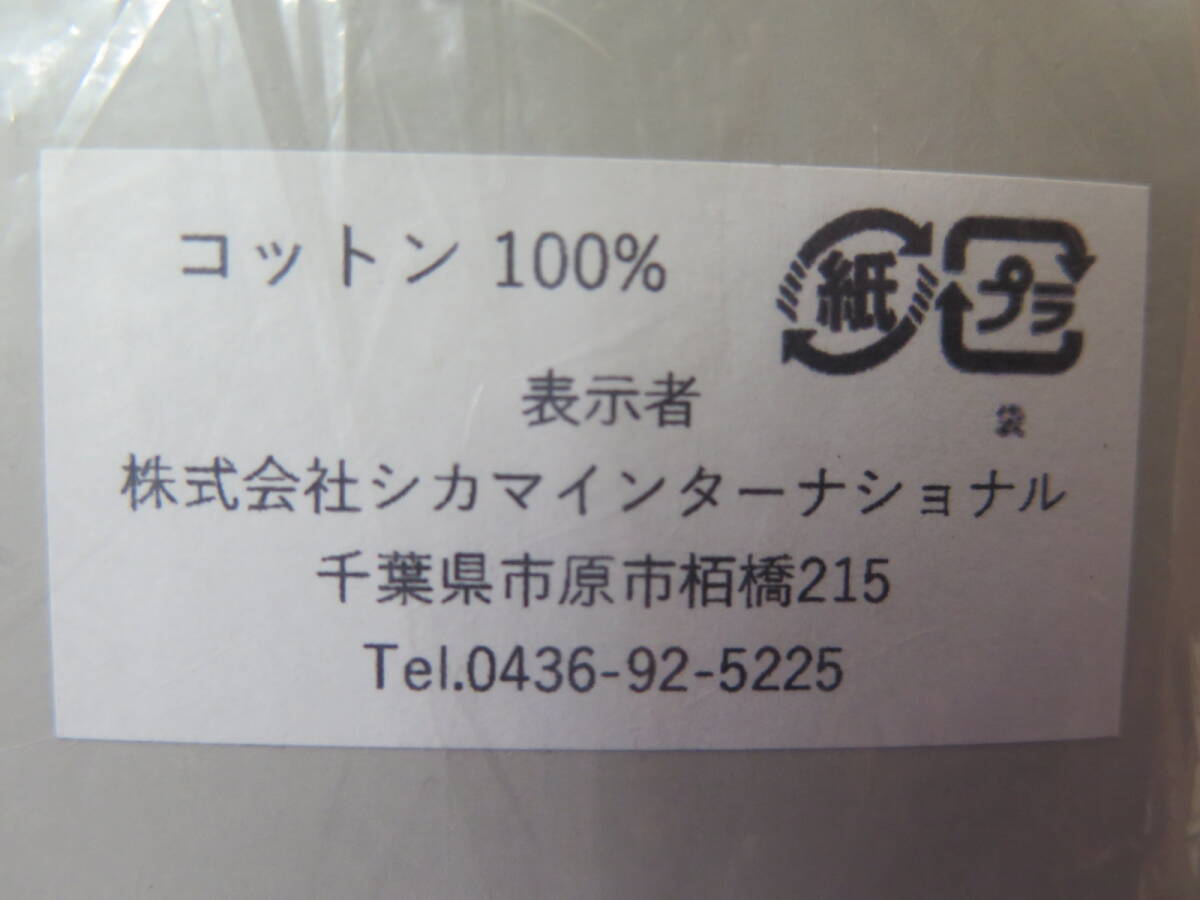 コットン 100%
紙
プラ
袋
表示者
株式会社シカマインターナショナル
千葉県市原市栢橋215
Tel.0436-92-5225